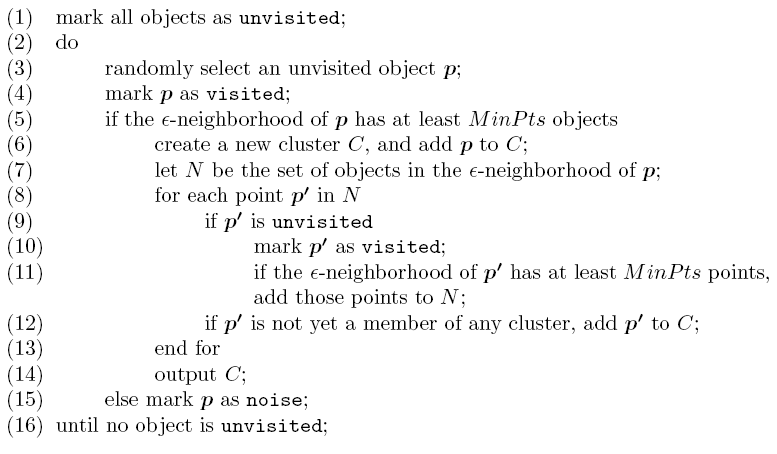 (1) mark all objects as unvisited;
(2) do
(3) randomly select an unvisited object p;
(4) mark p as visited;
(5) if the ϵ-neighborhood of p has at least MinPts objects
(6) create a new cluster C, and add p to C;
(7) let N be the set of objects in the ϵ-neighborhood of p;
(8) for each point p′ in N
(9) if p′ is unvisited
(10) mark p′ as visited;
(11) if the ϵ-neighborhood of p′ has at least MinPts points,
add those points to N;
(12) if p′ is not yet a member of any cluster, add p′ to C;
(13) end for
(14) output C;
(15) else mark p as noise;
(16) until no object is unvisited;